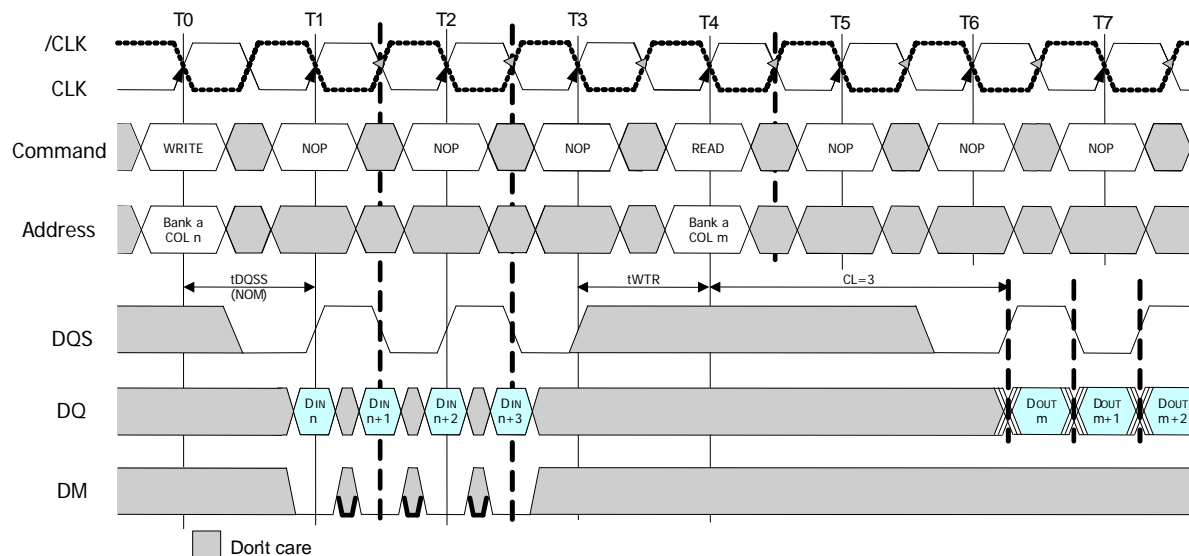 T0 T1 T2 T3 T4 T5 T6 T7
/CLK
CLK
Command WRITE NOP NOP NOP READ NOP NOP NOP
Address Bank a COL n Bank a COL m
tDQSS (NOM) tWTR CL=3
DQS
DQ DIN n DIN n+1 DIN n+2 DIN n+3 DOUT m DOUT m+1 DOUT m+2
DM
Don't care